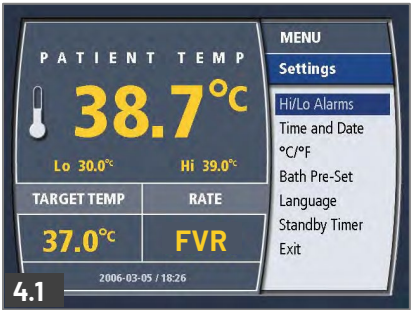 PATIENT TEMP
38.7°C
Lo 30.0°C Hi 39.0°C
TARGET TEMP RATE
37.0°C FVR
2006-03-05 / 18:26
MENU
Settings
Hi/Lo Alarms
Time and Date
°C/°F
Bath Pre-Set
Language
Standby Timer
Exit
4.1